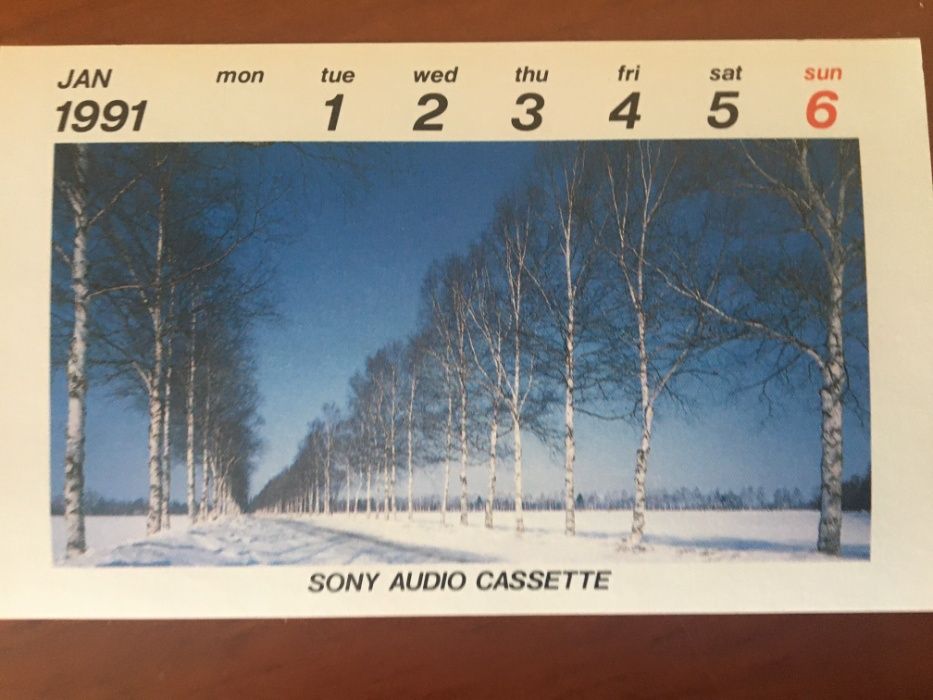 JAN mon tue wed thu fri sat sun
1991 1 2 3 4 5 6
SONY AUDIO CASSETTE